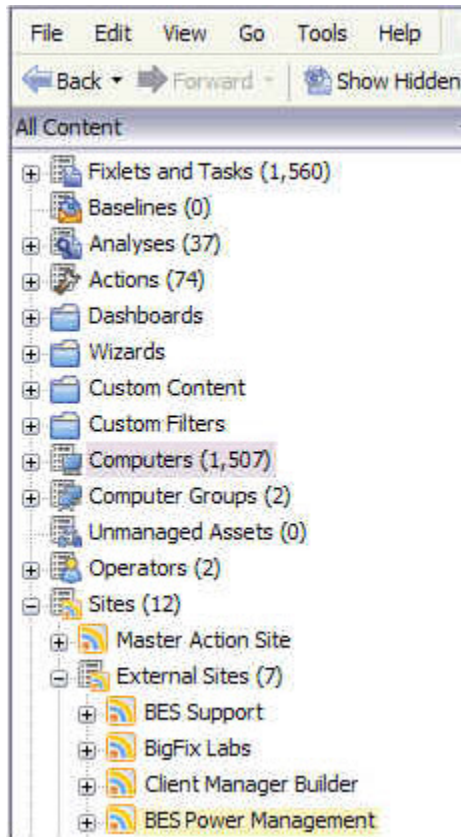 File Edit View Go Tools Help
Back Forward Show Hidden
All Content
Fixlets and Tasks (1,560)
Baselines (0)
Analyses (37)
Actions (74)
Dashboards
Wizards
Custom Content
Custom Filters
Computers (1,507)
Computer Groups (2)
Unmanaged Assets (0)
Operators (2)
Sites (12)
Master Action Site
External Sites (7)
BES Support
BigFix Labs
Client Manager Builder
BES Power Management